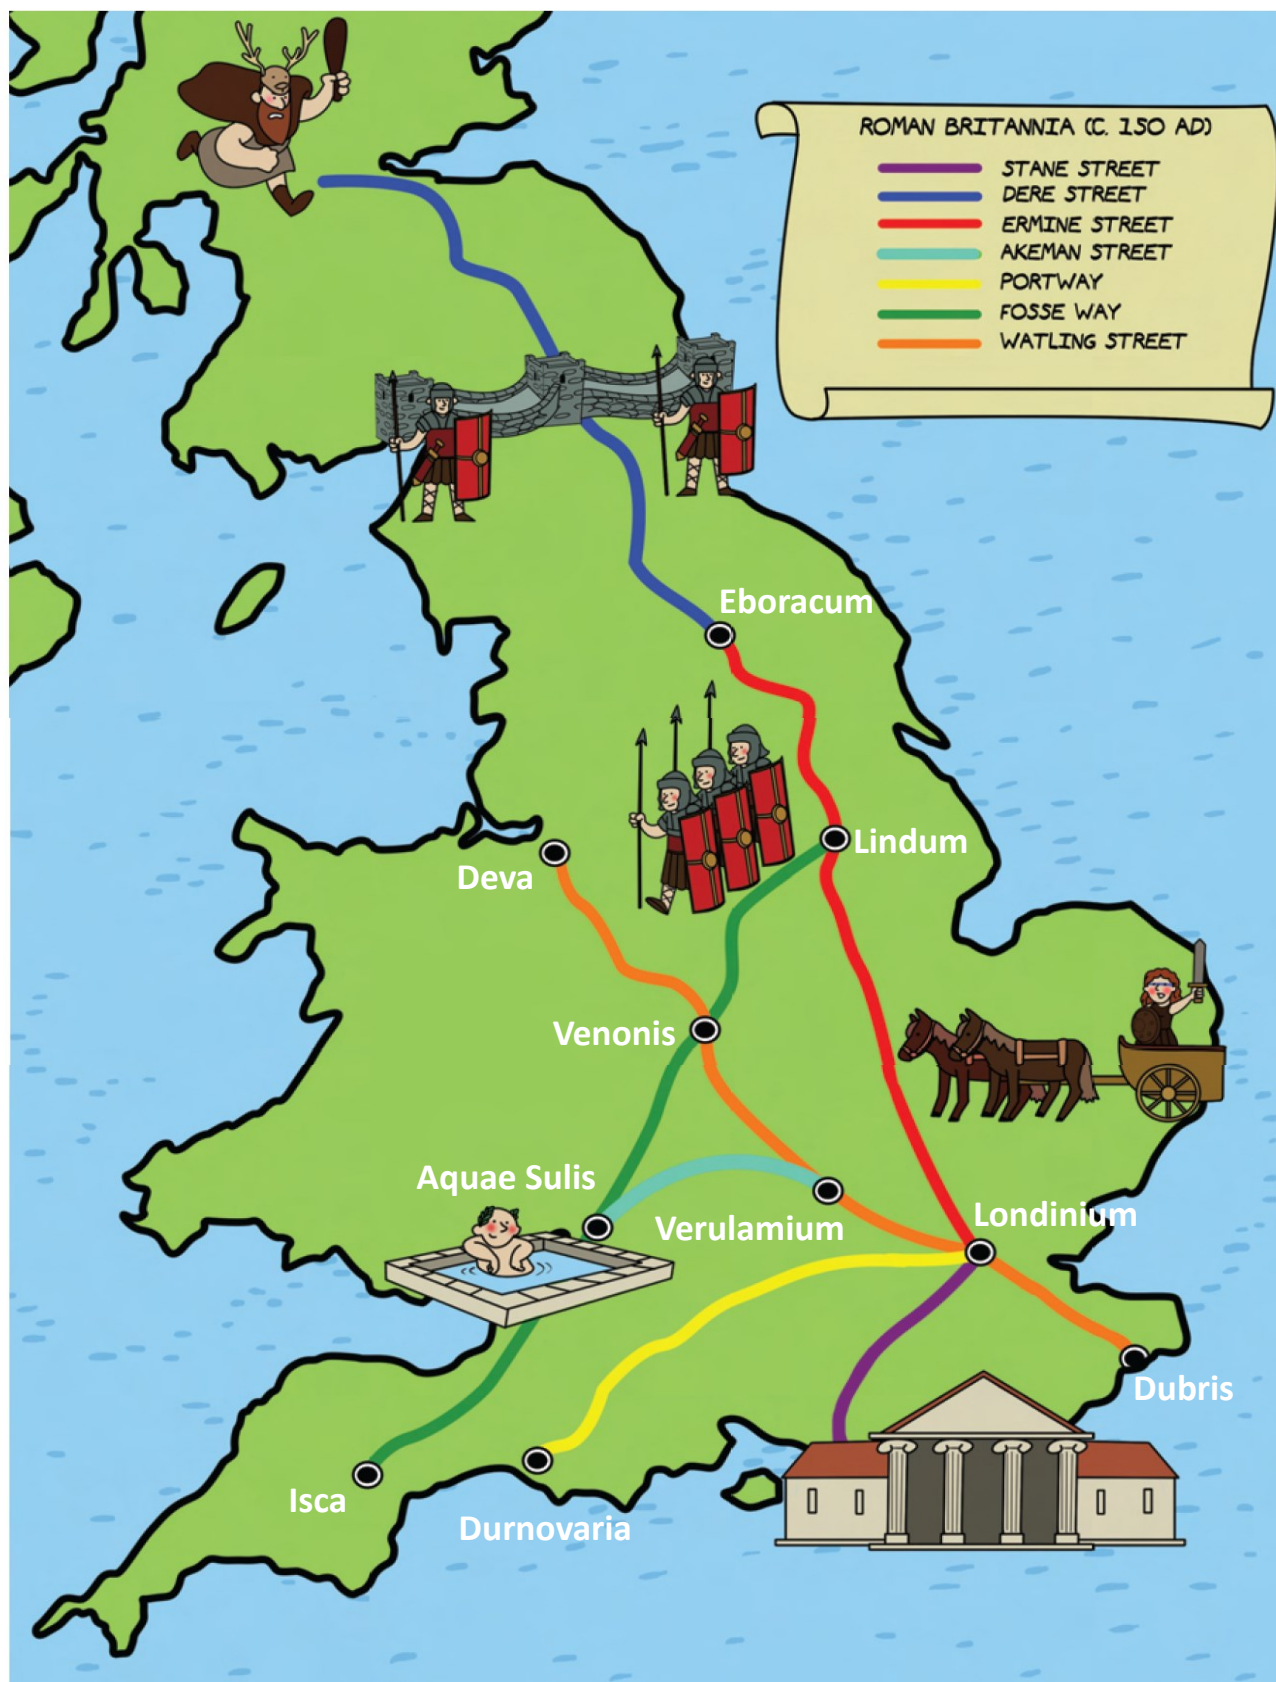 ROMAN BRITANNIA (C. 150 AD)
STANE STREET
DERE STREET
ERMINE STREET
AKEMAN STREET
PORTWAY
FOSSE WAY
WATLING STREET
Eboracum
Lindum
Deva
Venonis
Aquae Sulis
Verulamium
Londinium
Dubris
Isca
Durnovaria